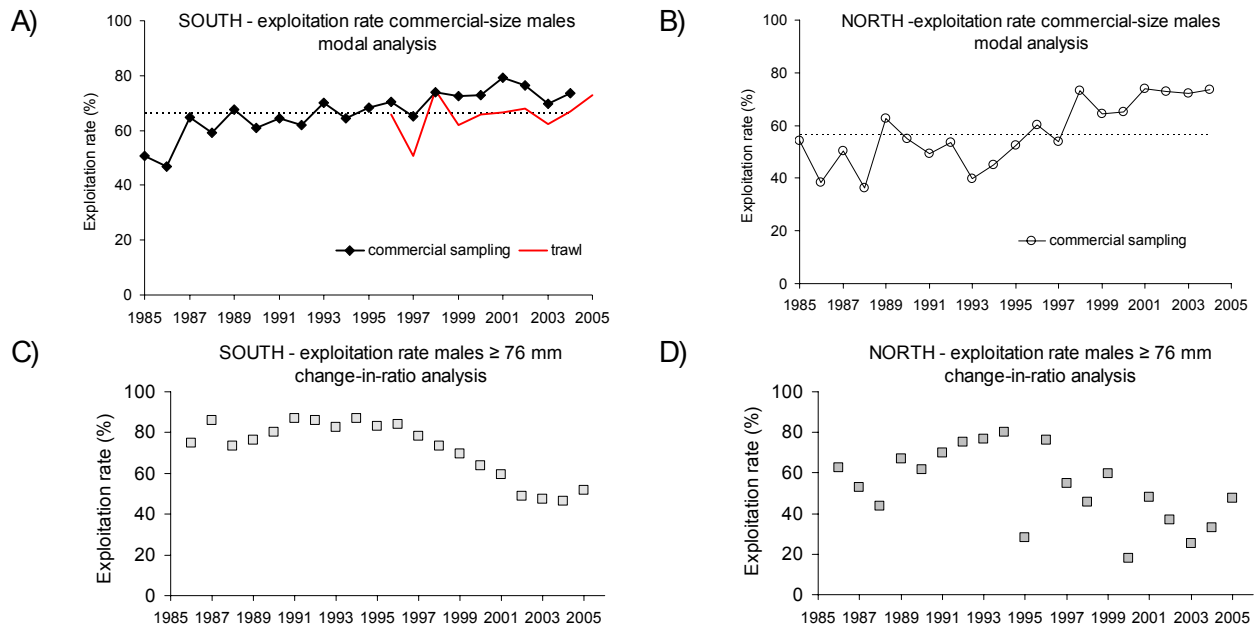 A)
SOUTH - exploitation rate commercial-size males
modal analysis
Exploitation rate (%)
100
80
60
40
20
0
commercial sampling trawl
1985 1987 1989 1991 1993 1995 1997 1999 2001 2003 2005
B)
NORTH -exploitation rate commercial-size males
modal analysis
Exploitation rate (%)
100
80
60
40
20
0
commercial sampling
1985 1987 1989 1991 1993 1995 1997 1999 2001 2003 2005
C)
SOUTH - exploitation rate males ≥ 76 mm
change-in-ratio analysis
Exploitation rate (%)
100
80
60
40
20
0
1985 1987 1989 1991 1993 1995 1997 1999 2001 2003 2005
D)
NORTH - exploitation rate males ≥ 76 mm
change-in-ratio analysis
Exploitation rate (%)
100
80
60
40
20
0
1985 1987 1989 1991 1993 1995 1997 1999 2001 2003 2005